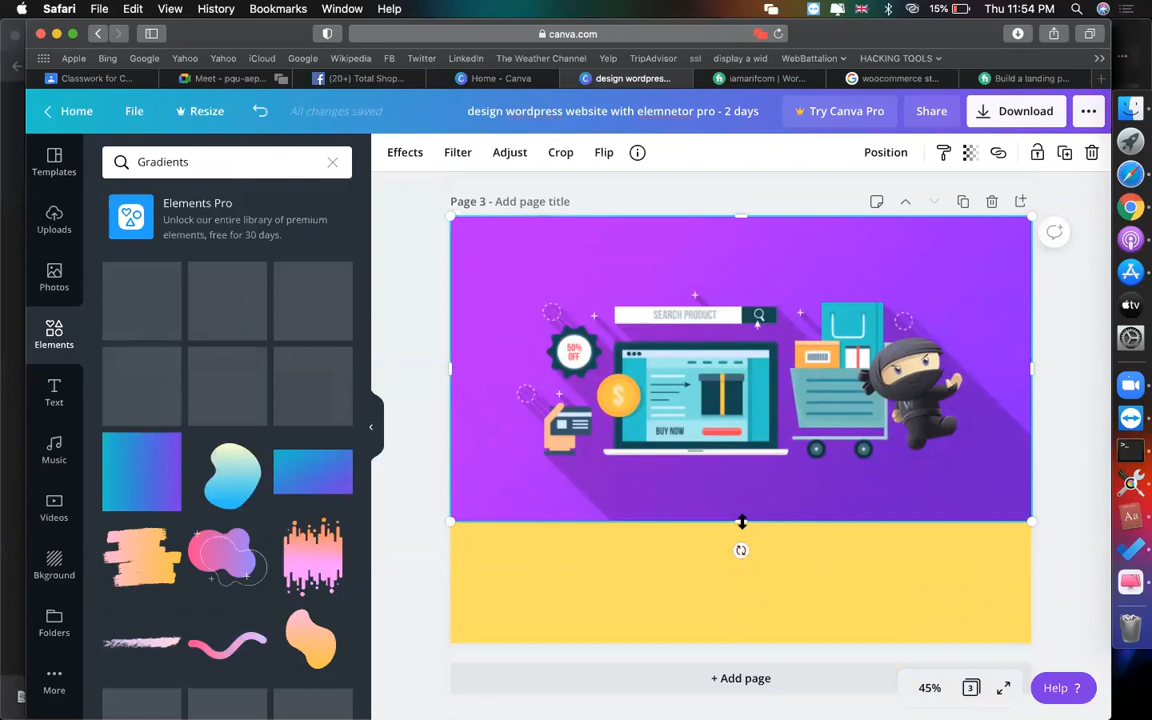 Safari File Edit View History Bookmarks Window Help 15% Thu 11:54 PM
canva.com
Apple Bing Google Yahoo Yahoo iCloud Google Wikipedia FB Twitter LinkedIn The Weather Channel Yelp TripAdvisor ssl display a wid WebBattalion HACKING TOOLS
Classwork for C... Meet - pqu-aep... (20+) Total Shop... Home - Canva design wordpres... iamarifcom | Wor... woocommerce st... Build a landing p...
Home File Resize All changes saved design wordpress website with elemnetor pro - 2 days Try Canva Pro Share Download
Effects Filter Adjust Crop Flip Position
Templates
Uploads
Photos
Elements
Text
Music
Videos
Bkground
Folders
More
Gradients
Elements Pro
Unlock our entire library of premium
elements, free for 30 days.
Page 3 - Add page title
SEARCH PRODUCT
50%
OFF
$
BUY NOW
+ Add page
45% 3 Help ?